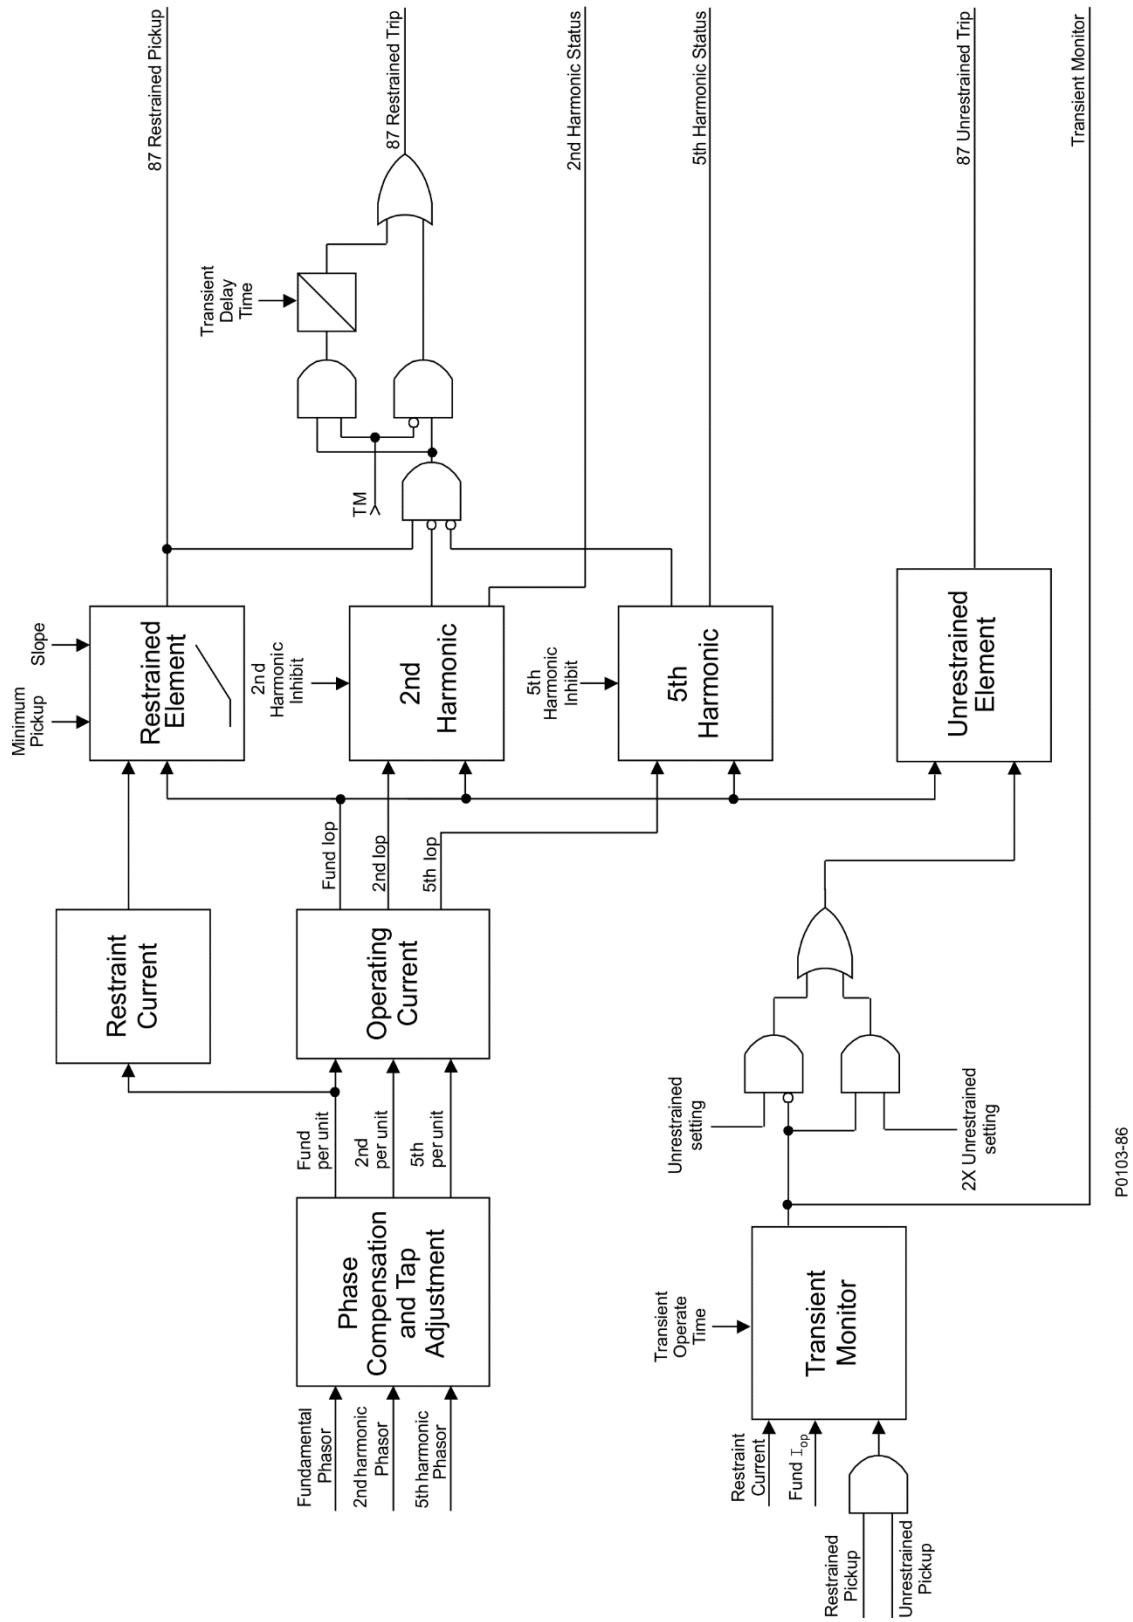 87 Restrained Pickup
87 Restrained Trip
2nd Harmonic Status
5th Harmonic Status
87 Unrestrained Trip
Transient Monitor
Transient
Delay
Time
TM
Minimum
Pickup
Slope
Restrained
Element
2nd
Harmonic
Inhibit
2nd
Harmonic
5th
Harmonic
Inhibit
5th
Harmonic
Unrestrained
Element
Fund Iop
2nd Iop
5th Iop
Restraint
Current
Operating
Current
Fund
per unit
2nd
per unit
5th
per unit
Phase
Compensation
and Tap
Adjustment
Fundamental
Phasor
2nd harmonic
Phasor
5th harmonic
Phasor
Unrestrained
setting
2X Unrestrained
setting
Transient
Operate
Time
Transient
Monitor
Restraint
Current
Fund Iop
Restrained
Pickup
Unrestrained
Pickup
P0103-86